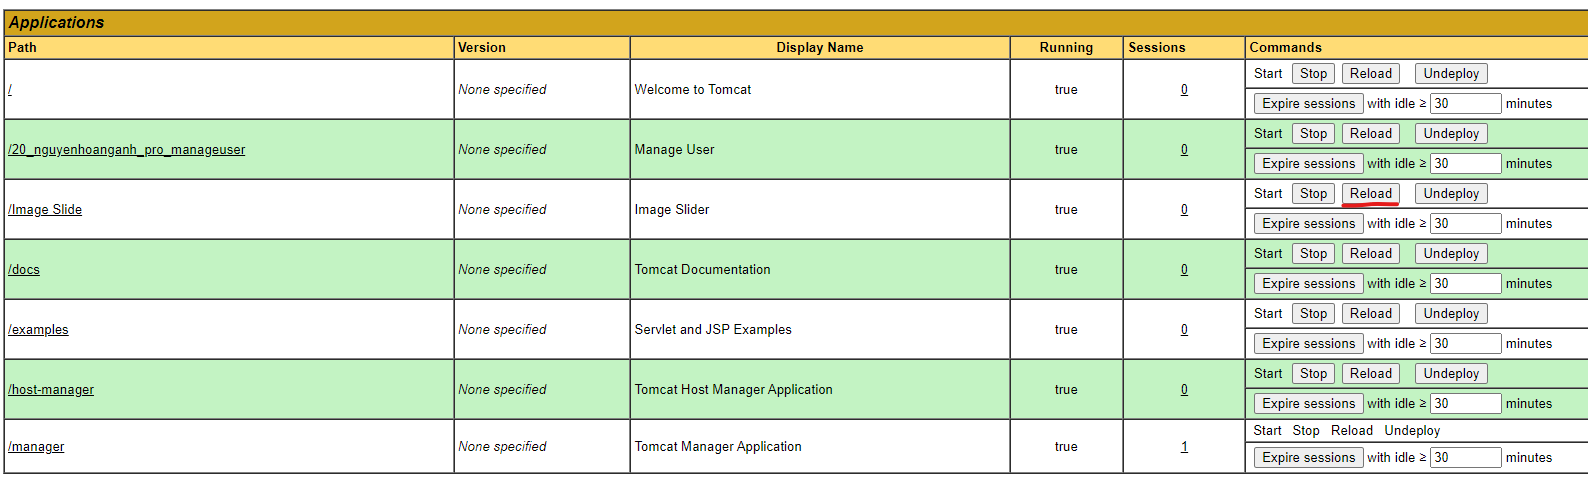 Applications
Path Version Display Name Running Sessions Commands
/ None specified Welcome to Tomcat true 0 Start Stop Reload Undeploy
Expire sessions with idle ≥ 30 minutes
/20_nguyenhoanganh_pro_manageuser None specified Manage User true 0 Start Stop Reload Undeploy
Expire sessions with idle ≥ 30 minutes
/Image Slide None specified Image Slider true 0 Start Stop Reload Undeploy
Expire sessions with idle ≥ 30 minutes
/docs None specified Tomcat Documentation true 0 Start Stop Reload Undeploy
Expire sessions with idle ≥ 30 minutes
/examples None specified Servlet and JSP Examples true 0 Start Stop Reload Undeploy
Expire sessions with idle ≥ 30 minutes
/host-manager None specified Tomcat Host Manager Application true 0 Start Stop Reload Undeploy
Expire sessions with idle ≥ 30 minutes
/manager None specified Tomcat Manager Application true 1 Start Stop Reload Undeploy
Expire sessions with idle ≥ 30 minutes